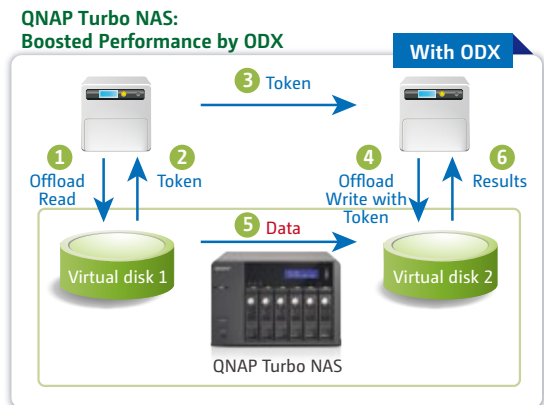 QNAP Turbo NAS:
Boosted Performance by ODX
With ODX
3 Token
1
Offload
Read
2
Token
4
Offload
Write with
Token
6
Results
5 Data
Virtual disk 1
Virtual disk 2
QNAP Turbo NAS